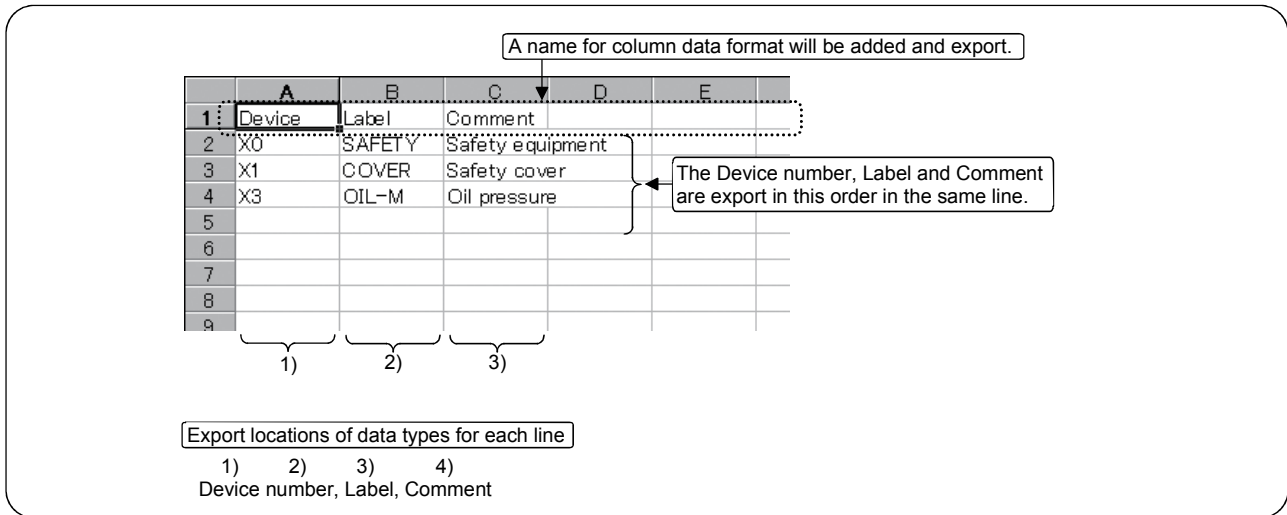 A name for column data format will be added and export.
A B C D E
1 Device Label Comment
2 X0 SAFETY Safety equipment
3 X1 COVER Safety cover
4 X3 OIL-M Oil pressure
5
6
7
8
9
The Device number, Label and Comment
are export in this order in the same line.
1) 2) 3)
Export locations of data types for each line
1) 2) 3) 4)
Device number, Label, Comment